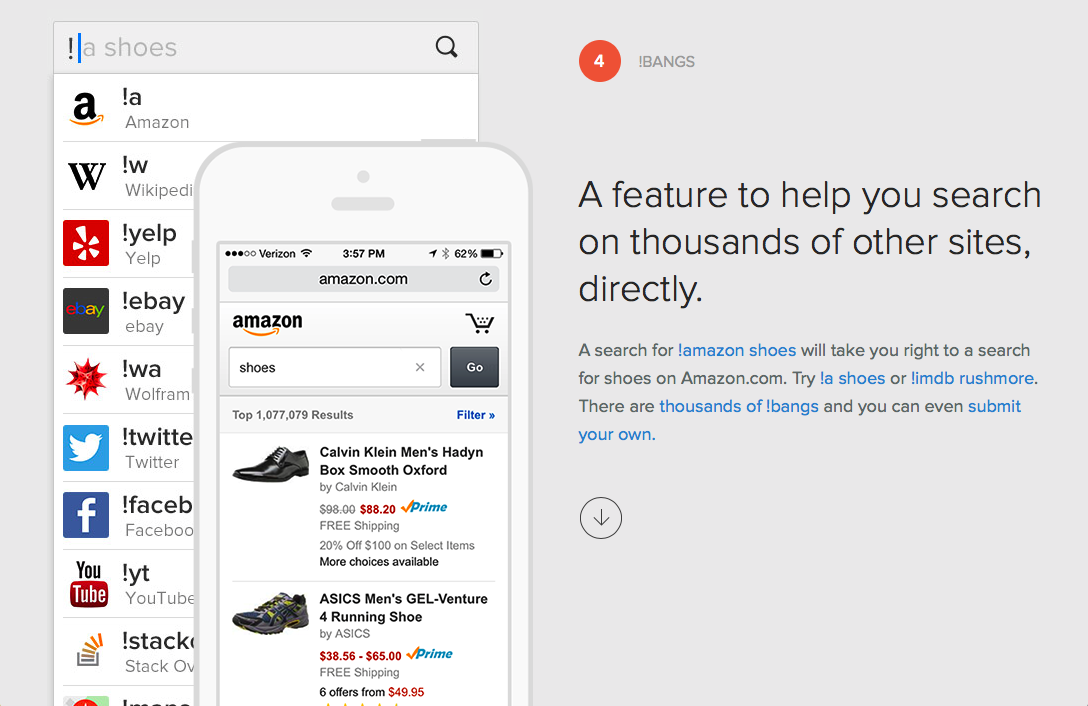 !a shoes
!a
Amazon
!w
Wikipedi
!yelp
Yelp
!ebay
ebay
ebay
!wa
Wolfram
!twitte
Twitter
!faceb
Faceboo
You
Tube
!yt
YouTube
Stack Ov
Verizon
3:57 PM
62%
amazon.com
amazon
shoes
Go
Top 1,077,079 Results
Filter »
Calvin Klein Men's Hadyn
Box Smooth Oxford
by Calvin Klein
$98.00 $88.20 Prime
FREE Shipping
20% Off $100 on Select Items
More choices available
ASICS Men's GEL-Venture
4 Running Shoe
by ASICS
$38.56 - $65.00 Prime
FREE Shipping
6 offers from $49.95
4
!BANGS
A feature to help you search
on thousands of other sites,
directly.
A search for !amazon shoes will take you right to a search
for shoes on Amazon.com. Try !a shoes or !imdb rushmore.
There are thousands of !bangs and you can even submit
your own.